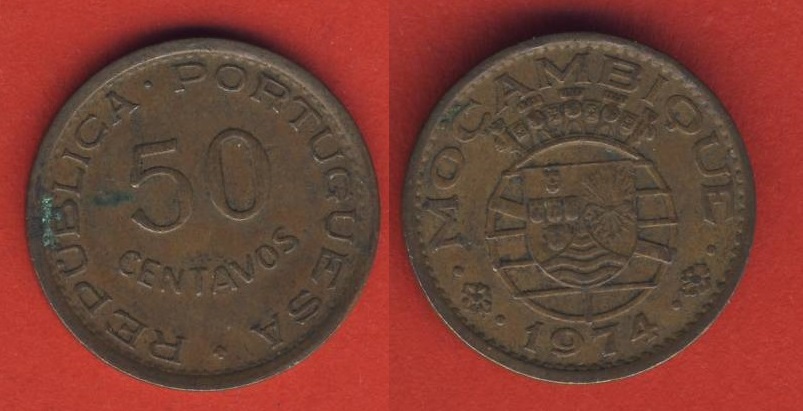 REPUBLICA · PORTUGUESA ·
50
CENTAVOS
MOÇAMBIQUE
· 1974 ·